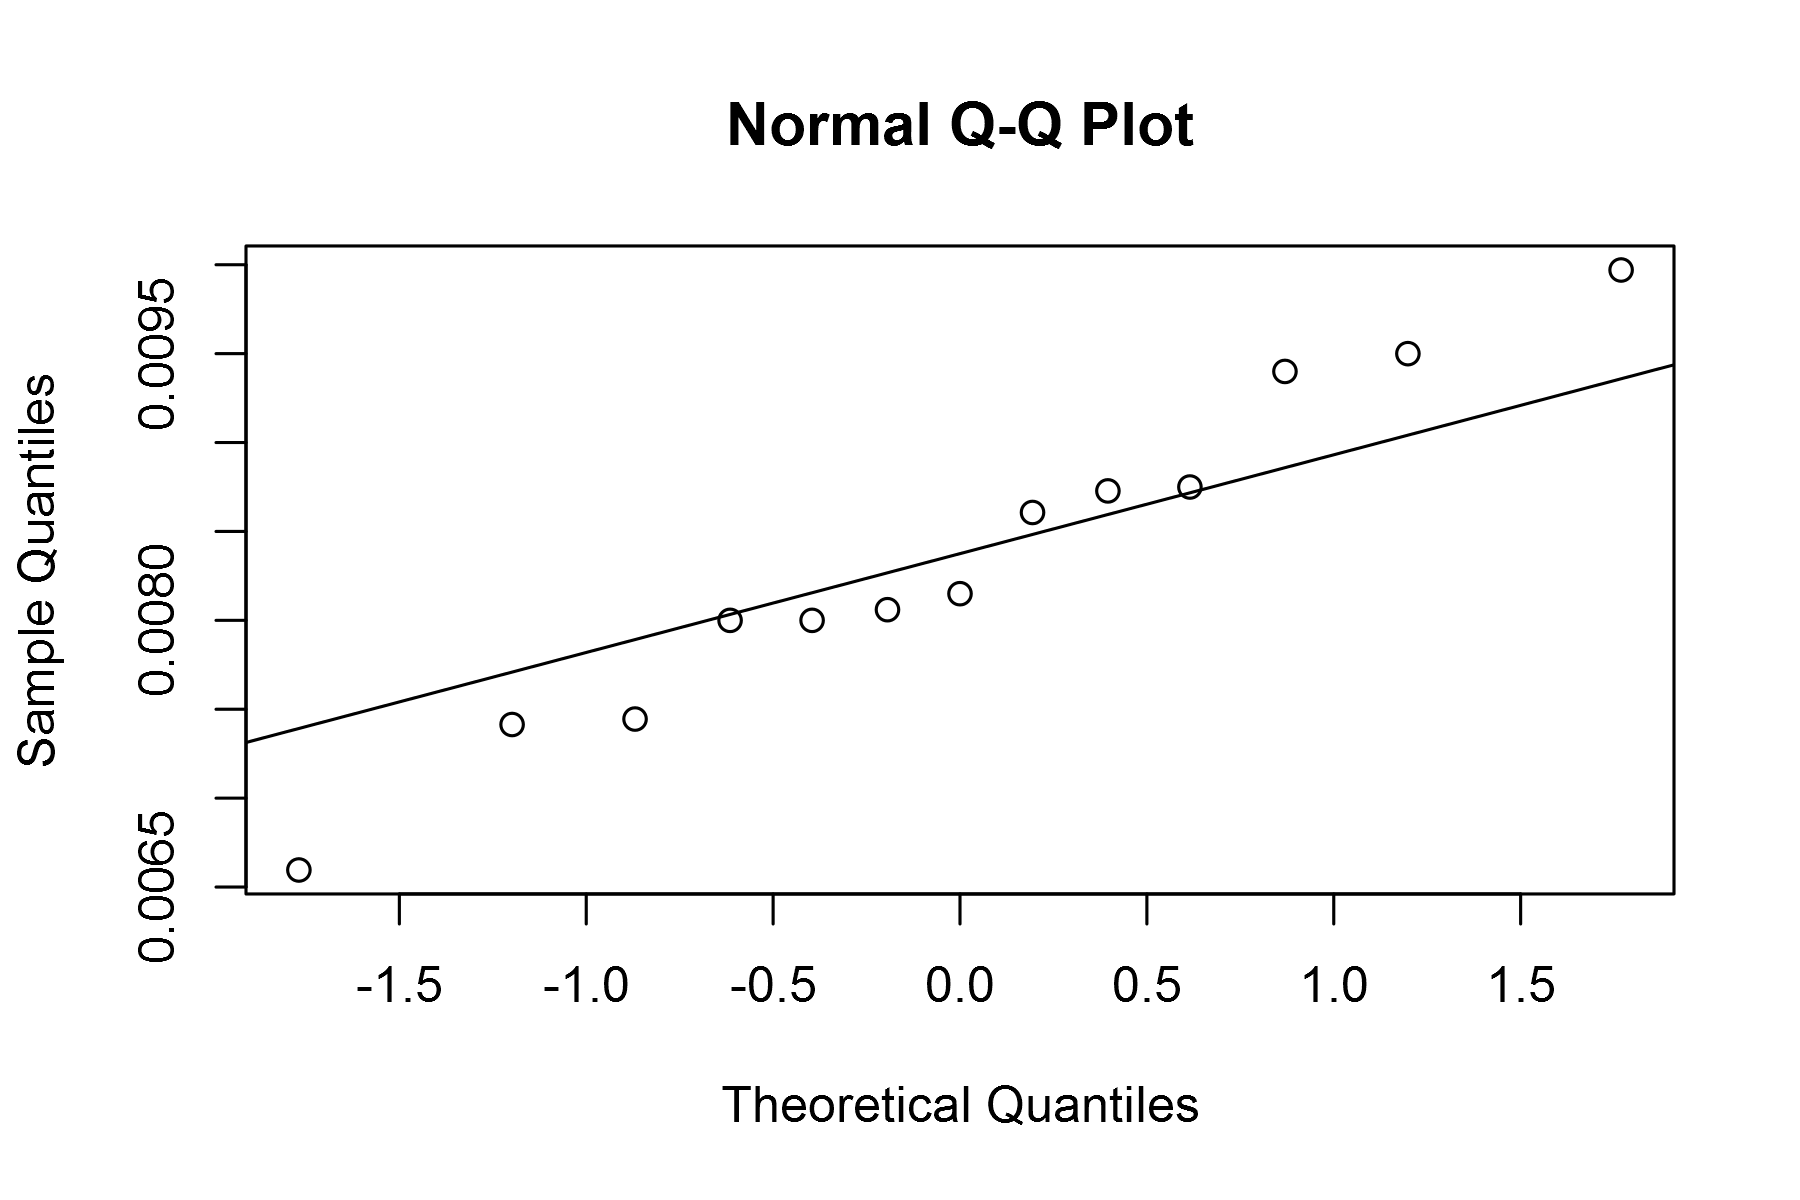 Normal Q-Q Plot
Sample Quantiles
0.0095
0.0080
0.0065
-1.5 -1.0 -0.5 0.0 0.5 1.0 1.5
Theoretical Quantiles